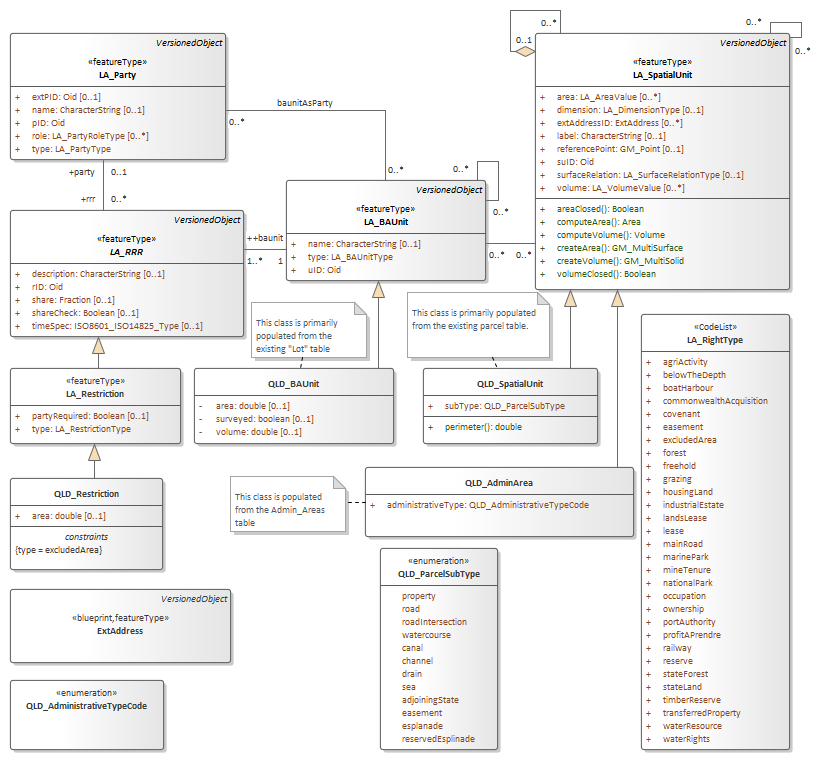 VersionedObject
«featureType»
LA_Party
+ extPID: Oid [0..1]
+ name: CharacterString [0..1]
+ pID: Oid
+ role: LA_PartyRoleType [0..*]
+ type: LA_PartyType
baunitAsParty
0..*
0..*
+party
0..1
+rrr
0..*
VersionedObject
«featureType»
LA_RRR
+ description: CharacterString [0..1]
+ rID: Oid
+ share: Fraction [0..1]
+ shareCheck: Boolean [0..1]
+ timeSpec: ISO8601_ISO14825_Type [0..1]
++baunit
1..*
1
VersionedObject
«featureType»
LA_BAUnit
+ name: CharacterString [0..1]
+ type: LA_BAUnitType
+ uID: Oid
0..*
0..*
0..*
0..*
0..*
0..1
0..*
0..*
VersionedObject
«featureType»
LA_SpatialUnit
+ area: LA_AreaValue [0..*]
+ dimension: LA_DimensionType [0..1]
+ extAddressID: ExtAddress [0..*]
+ label: CharacterString [0..1]
+ referencePoint: GM_Point [0..1]
+ suID: Oid
+ surfaceRelation: LA_SurfaceRelationType [0..1]
+ volume: LA_VolumeValue [0..*]
+ areaClosed(): Boolean
+ computeArea(): Area
+ computeVolume(): Volume
+ createArea(): GM_MultiSurface
+ createVolume(): GM_MultiSolid
+ volumeClosed(): Boolean
This class is primarily
populated from the
existing "Lot" table
This class is primarily populated
from the existing parcel table.
«featureType»
LA_Restriction
+ partyRequired: Boolean [0..1]
+ type: LA_RestrictionType
QLD_BAUnit
- area: double [0..1]
- surveyed: boolean [0..1]
- volume: double [0..1]
QLD_SpatialUnit
+ subType: QLD_ParcelSubType
+ perimeter(): double
QLD_Restriction
+ area: double [0..1]
constraints
{type = excludedArea}
This class is populated
from the Admin_Areas
table
QLD_AdminArea
+ administrativeType: QLD_AdministrativeTypeCode
VersionedObject
«blueprint,featureType»
ExtAddress
«enumeration»
QLD_AdministrativeTypeCode
«enumeration»
QLD_ParcelSubType
property
road
roadIntersection
watercourse
canal
channel
drain
sea
adjoiningState
easement
esplanade
reservedEsplinade
«CodeList»
LA_RightType
+ agriActivity
+ belowTheDepth
+ boatHarbour
+ commonwealthAcquisition
+ covenant
+ easement
+ excludedArea
+ forest
+ freehold
+ grazing
+ housingLand
+ industrialEstate
+ landsLease
+ lease
+ mainRoad
+ marinePark
+ mineTenure
+ nationalPark
+ occupation
+ ownership
+ portAuthority
+ profitAPrendre
+ railway
+ reserve
+ stateForest
+ stateLand
+ timberReserve
+ transferredProperty
+ waterResource
+ waterRights